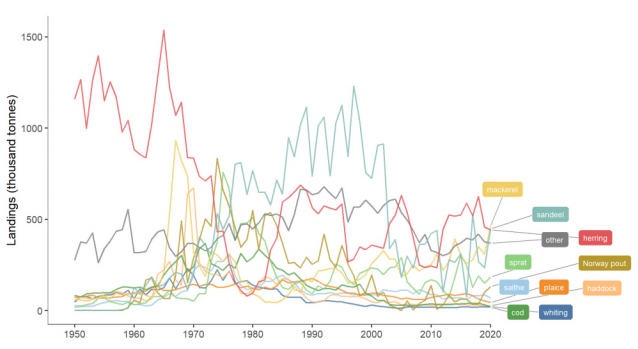 Landings (thousand tonnes)
1500
1000
500
0
1950
1960
1970
1980
1990
2000
2010
2020
mackerel
sandeel
herring
other
sprat
Norway pout
saithe
plaice
haddock
cod
whiting